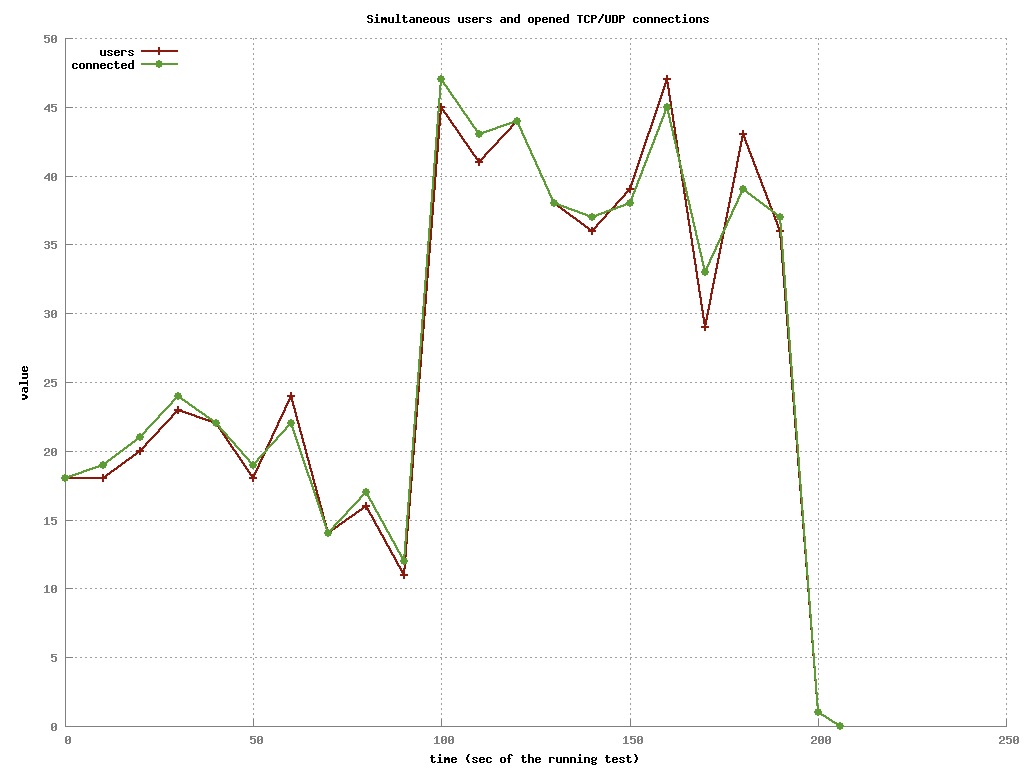 Simultaneous users and opened TCP/UDP connections
50
users
connected
45
40
35
30
value
25
20
15
10
5
0
0 50 100 150 200 250
time (sec of the running test)